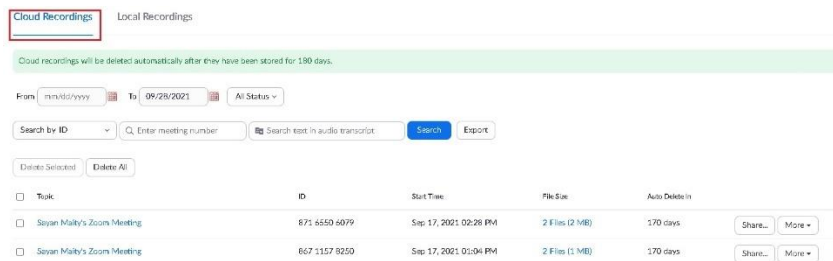 Cloud Recordings Local Recordings
Cloud recordings will be deleted automatically after they have been stored for 180 days.
From mm/dd/yyyy To 09/28/2021 All Status
Search by ID Enter meeting number Search text in audio transcript Search Export
Delete Selected Delete All
Topic ID Start Time File Size Auto Delete In
Sayan Maity's Zoom Meeting 871 6550 6079 Sep 17, 2021 02:28 PM 2 Files (2 MB) 170 days Share... More
Sayan Maity's Zoom Meeting 867 1157 8250 Sep 17, 2021 01:04 PM 2 Files (1 MB) 170 days Share... More